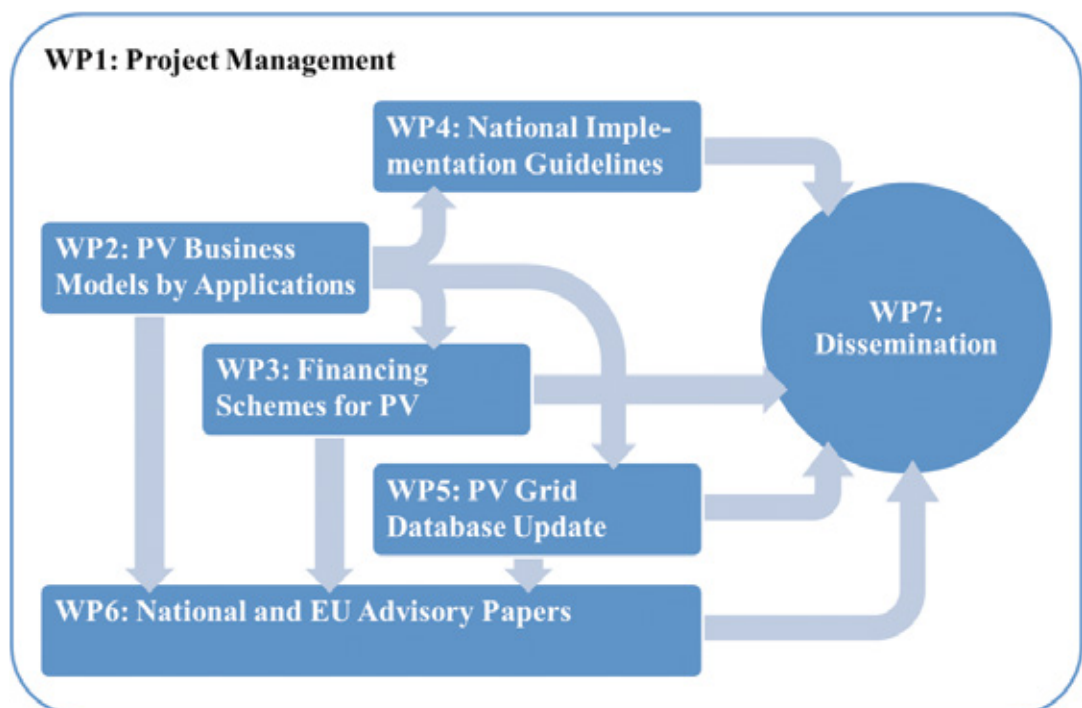 WP1: Project Management
WP4: National Imple-
mentation Guidelines
WP2: PV Business
Models by Applications
WP7:
Dissemination
WP3: Financing
Schemes for PV
WP5: PV Grid
Database Update
WP6: National and EU Advisory Papers